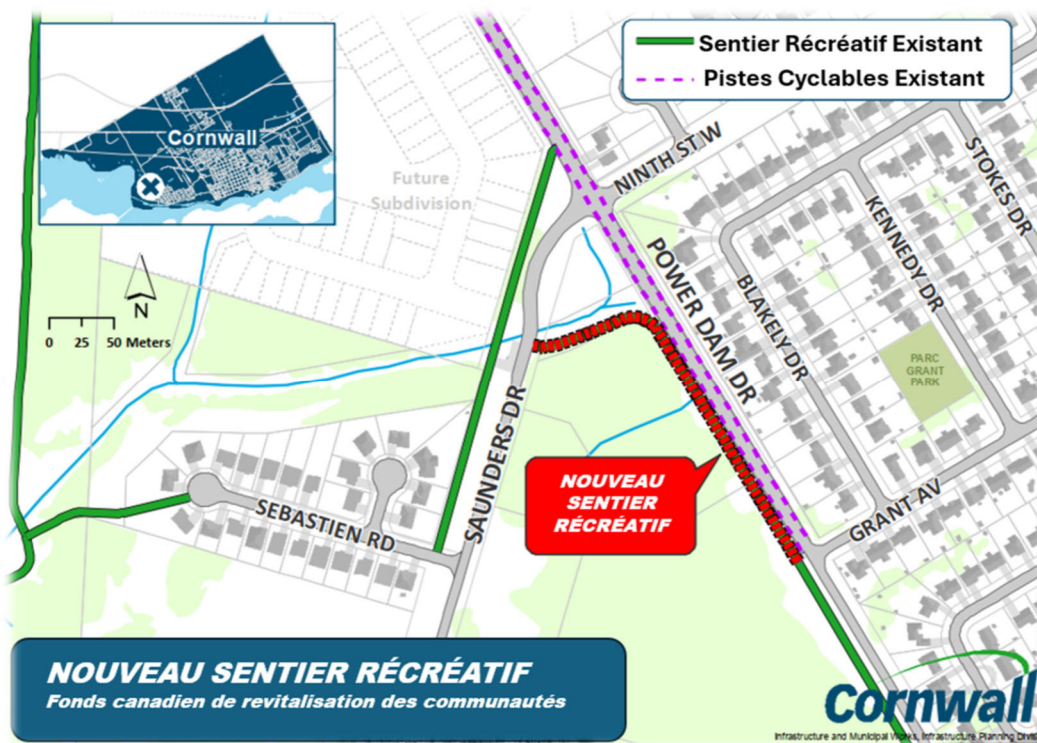 Sentier Récréatif Existant
Pistes Cyclables Existant
Cornwall
Future
Subdivision
NINTH ST W
STOKES DR
KENNEDY DR
POWER DAM DR
BLAKELY DR
N
0 25 50 Meters
PARC
GRANT
PARK
SAUNDERS DR
NOUVEAU
SENTIER
RÉCRÉATIF
GRANT AV
SEBASTIEN RD
NOUVEAU SENTIER RÉCRÉATIF
Fonds canadien de revitalisation des communautés
Cornwall
Infrastructure and Municipal Works, Infrastructure Planning